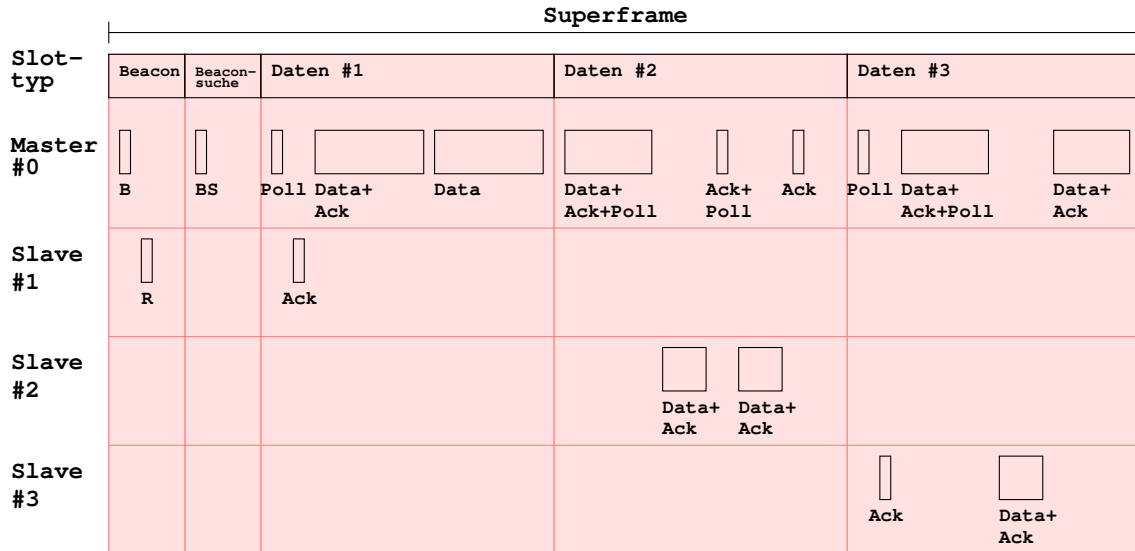 Superframe
Slot-
typ
Beacon
Beacon-
suche
Daten #1
Daten #2
Daten #3
Master
#0
B
BS
Poll
Data+
Ack
Data
Data+
Ack+Poll
Ack+
Poll
Ack
Poll
Data+
Ack+Poll
Data+
Ack
Slave
#1
R
Ack
Slave
#2
Data+
Ack
Data+
Ack
Slave
#3
Ack
Data+
Ack